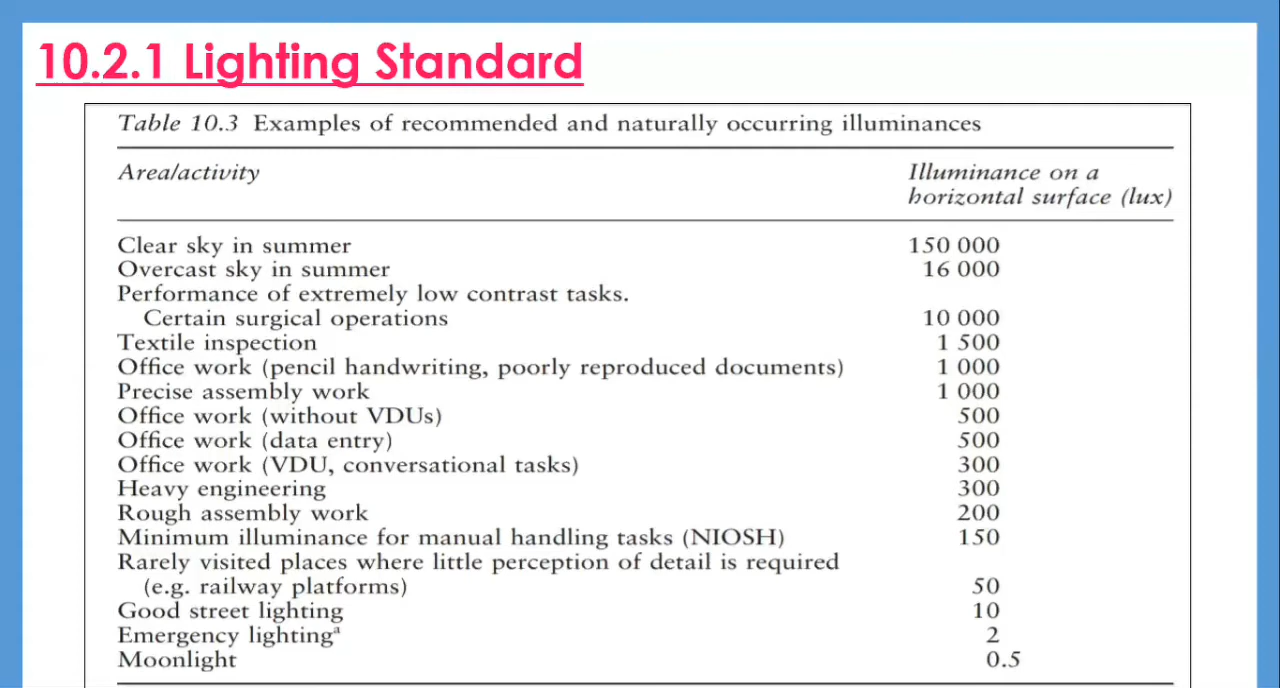 10.2.1 Lighting Standard
Table 10.3 Examples of recommended and naturally occurring illuminances
Area/activity Illuminance on a
horizontal surface (lux)
Clear sky in summer 150 000
Overcast sky in summer 16 000
Performance of extremely low contrast tasks.
Certain surgical operations 10 000
Textile inspection 1 500
Office work (pencil handwriting, poorly reproduced documents) 1 000
Precise assembly work 1 000
Office work (without VDUs) 500
Office work (data entry) 500
Office work (VDU, conversational tasks) 300
Heavy engineering 300
Rough assembly work 200
Minimum illuminance for manual handling tasks (NIOSH) 150
Rarely visited places where little perception of detail is required
(e.g. railway platforms) 50
Good street lighting 10
Emergency lightingᵃ 2
Moonlight 0.5